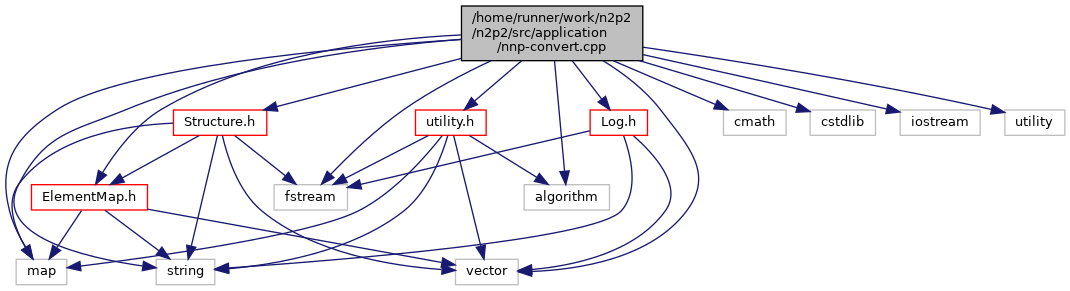 /home/runner/work/n2p2
/n2p2/src/application
/nnp-convert.cpp
Structure.h
utility.h
Log.h
cmath
cstdlib
iostream
utility
ElementMap.h
fstream
algorithm
map
string
vector